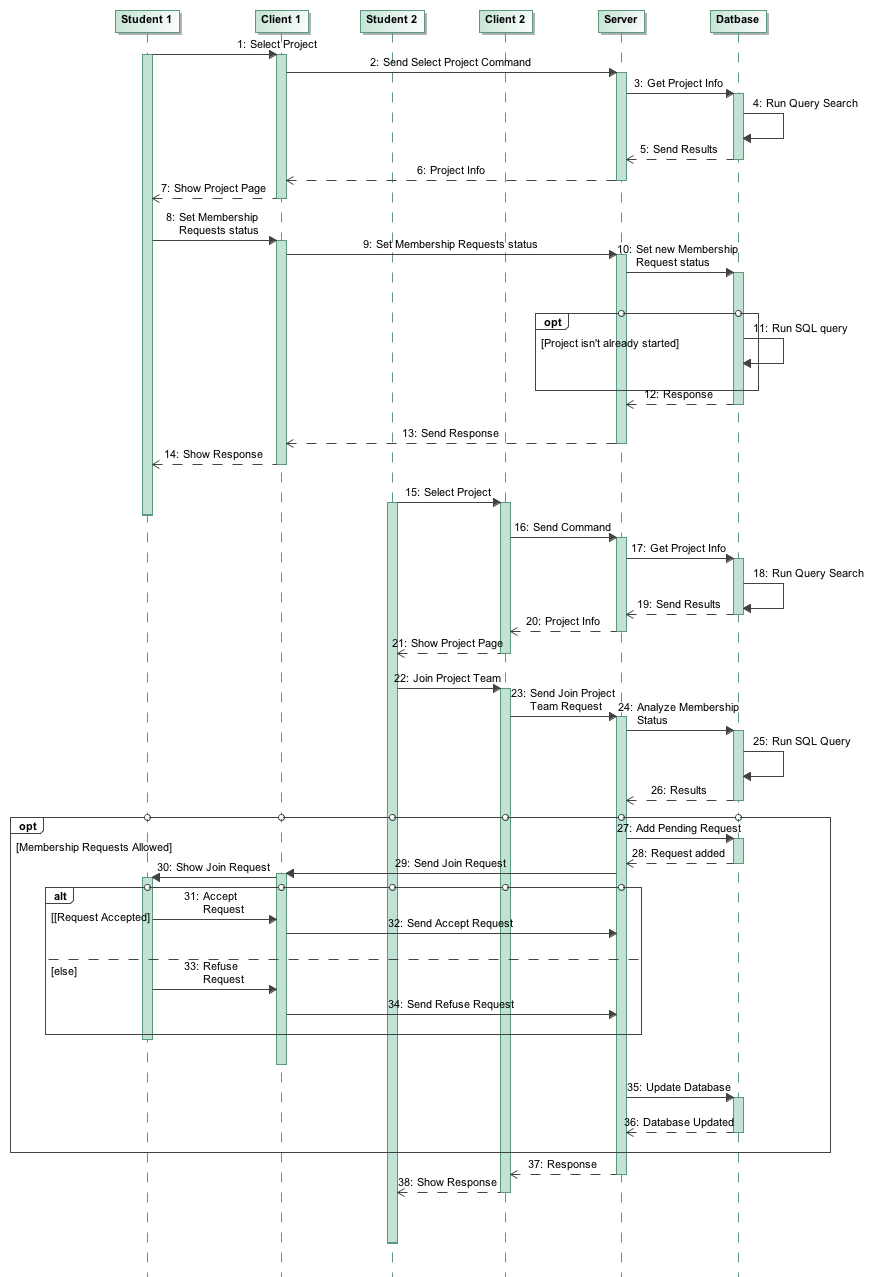 Student 1
Client 1
Student 2
Client 2
Server
Datbase
1: Select Project
2: Send Select Project Command
3: Get Project Info
4: Run Query Search
5: Send Results
6: Project Info
7: Show Project Page
8: Set Membership
Requests status
9: Set Membership Requests status
10: Set new Membership
Request status
opt
[Project isn't already started]
11: Run SQL query
12: Response
13: Send Response
14: Show Response
15: Select Project
16: Send Command
17: Get Project Info
18: Run Query Search
19: Send Results
20: Project Info
21: Show Project Page
22: Join Project Team
23: Send Join Project
Team Request
24: Analyze Membership
Status
25: Run SQL Query
26: Results
opt
[Membership Requests Allowed]
27: Add Pending Request
28: Request added
29: Send Join Request
30: Show Join Request
alt
[[Request Accepted]
31: Accept
Request
32: Send Accept Request
[else]
33: Refuse
Request
34: Send Refuse Request
35: Update Database
36: Database Updated
37: Response
38: Show Response